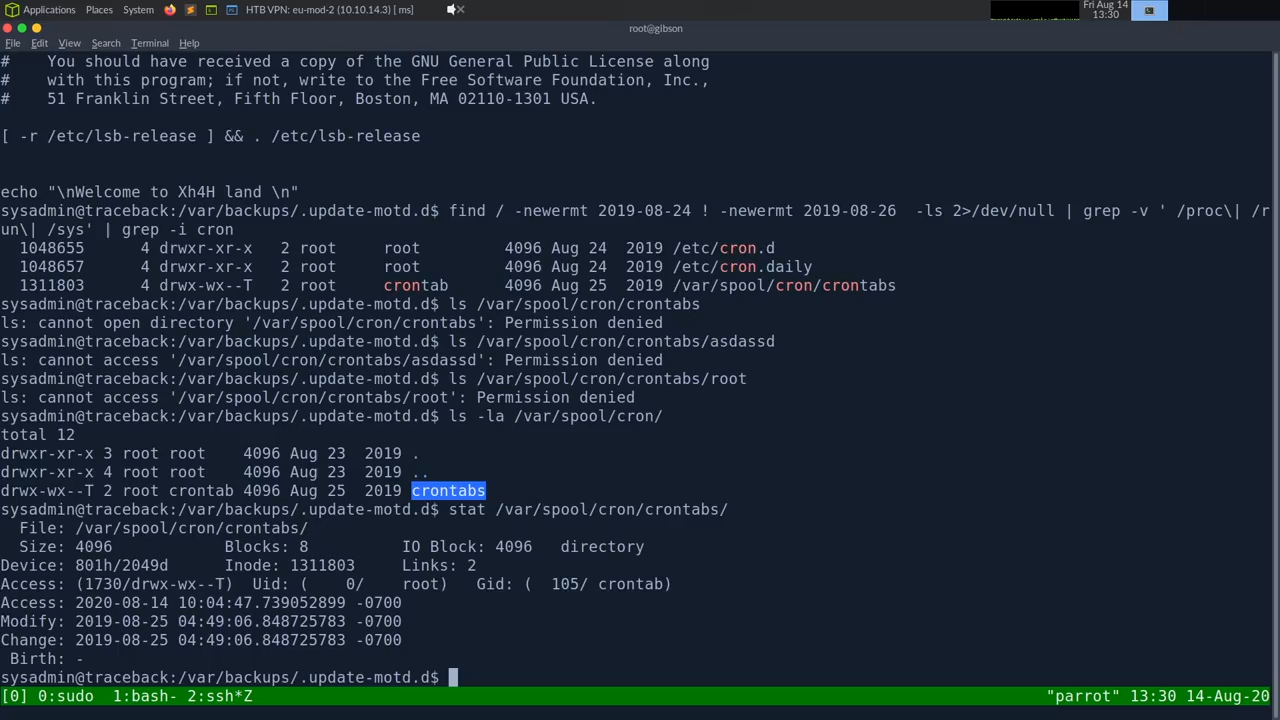 Applications Places System HTB VPN: eu-mod-2 (10.10.14.3) [ ms] Fri Aug 14
13:30
root@gibson
File Edit View Search Terminal Help
#    You should have received a copy of the GNU General Public License along
#    with this program; if not, write to the Free Software Foundation, Inc.,
#    51 Franklin Street, Fifth Floor, Boston, MA 02110-1301 USA.
[ -r /etc/lsb-release ] && . /etc/lsb-release
echo "\nWelcome to Xh4H land \n"
sysadmin@traceback:/var/backups/.update-motd.d$ find / -newermt 2019-08-24 ! -newermt 2019-08-26  -ls 2>/dev/null | grep -v ' /proc\| /r
un\| /sys' | grep -i cron
  1048655      4 drwxr-xr-x   2 root     root         4096 Aug 24  2019 /etc/cron.d
  1048657      4 drwxr-xr-x   2 root     root         4096 Aug 24  2019 /etc/cron.daily
  1311803      4 drwx-wx--T   2 root     crontab      4096 Aug 25  2019 /var/spool/cron/crontabs
sysadmin@traceback:/var/backups/.update-motd.d$ ls /var/spool/cron/crontabs
ls: cannot open directory '/var/spool/cron/crontabs': Permission denied
sysadmin@traceback:/var/backups/.update-motd.d$ ls /var/spool/cron/crontabs/asdassd
ls: cannot access '/var/spool/cron/crontabs/asdassd': Permission denied
sysadmin@traceback:/var/backups/.update-motd.d$ ls /var/spool/cron/crontabs/root
ls: cannot access '/var/spool/cron/crontabs/root': Permission denied
sysadmin@traceback:/var/backups/.update-motd.d$ ls -la /var/spool/cron/
total 12
drwxr-xr-x 3 root root    4096 Aug 23  2019 .
drwxr-xr-x 4 root root    4096 Aug 23  2019 ..
drwx-wx--T 2 root crontab 4096 Aug 25  2019 crontabs
sysadmin@traceback:/var/backups/.update-motd.d$ stat /var/spool/cron/crontabs/
  File: /var/spool/cron/crontabs/
  Size: 4096            Blocks: 8          IO Block: 4096   directory
Device: 801h/2049d      Inode: 1311803     Links: 2
Access: (1730/drwx-wx--T)  Uid: (    0/    root)   Gid: (  105/ crontab)
Access: 2020-08-14 10:04:47.739052899 -0700
Modify: 2019-08-25 04:49:06.848725783 -0700
Change: 2019-08-25 04:49:06.848725783 -0700
 Birth: -
sysadmin@traceback:/var/backups/.update-motd.d$
[0] 0:sudo  1:bash- 2:ssh*Z "parrot" 13:30 14-Aug-20